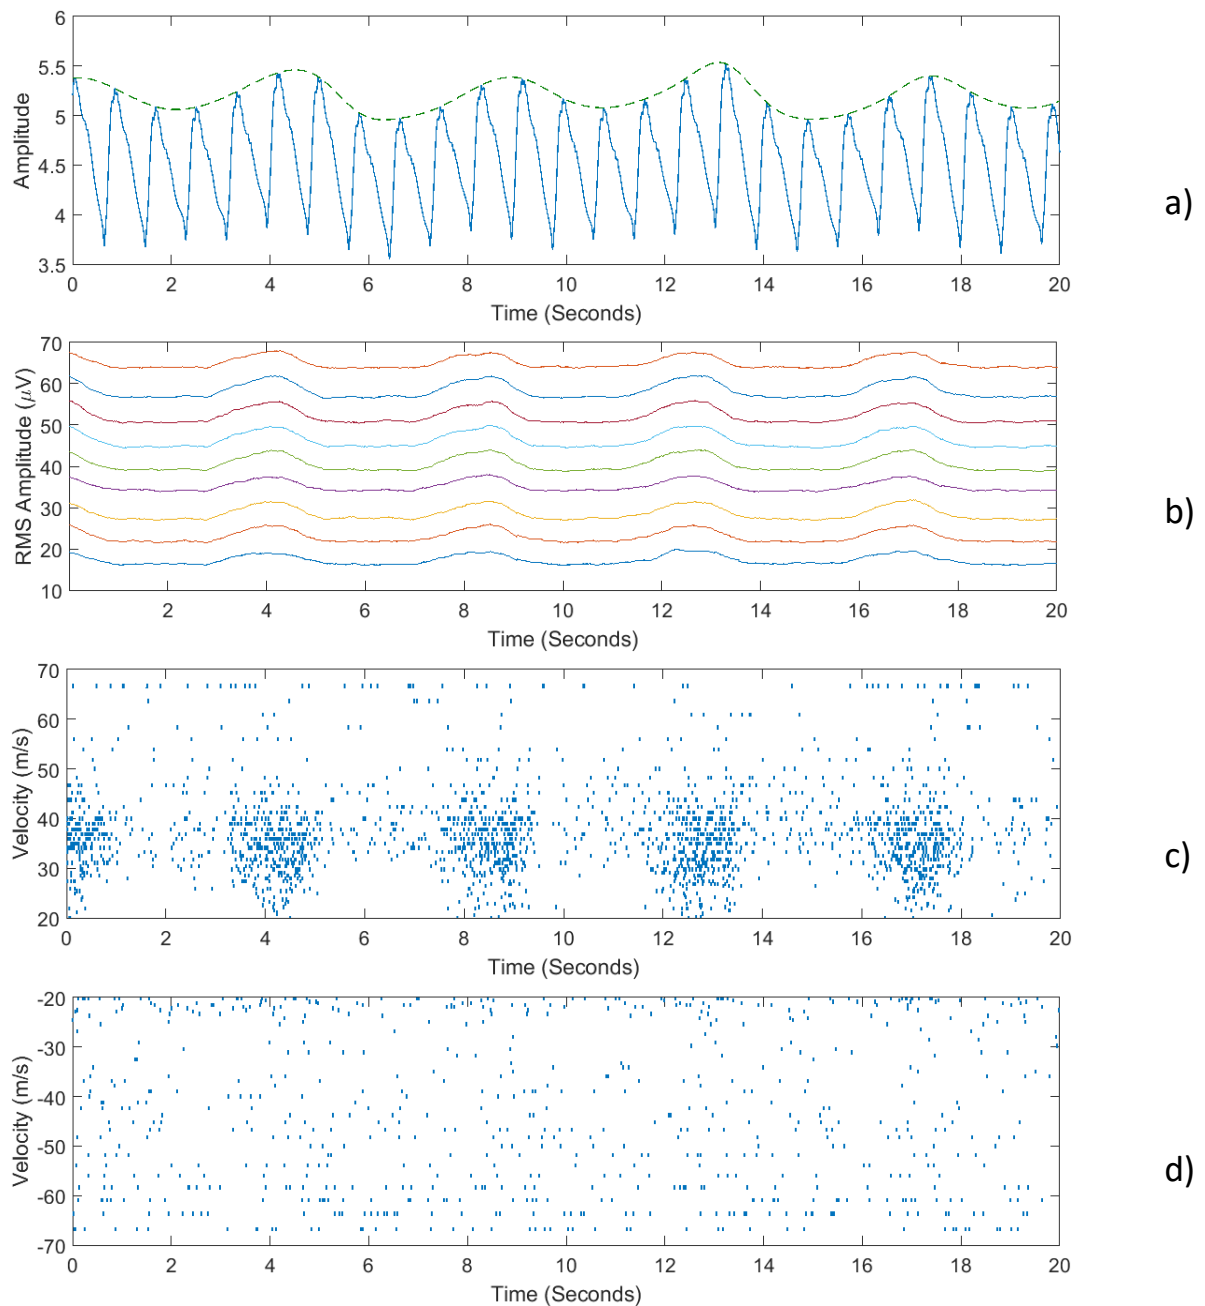 6
5.5
5
4.5
4
3.5
Amplitude
0 2 4 6 8 10 12 14 16 18 20
Time (Seconds)
a)
70
60
50
40
30
20
10
RMS Amplitude (μV)
2 4 6 8 10 12 14 16 18 20
Time (Seconds)
b)
70
60
50
40
30
20
Velocity (m/s)
0 2 4 6 8 10 12 14 16 18 20
Time (Seconds)
c)
-20
-30
-40
-50
-60
-70
Velocity (m/s)
0 2 4 6 8 10 12 14 16 18 20
Time (Seconds)
d)